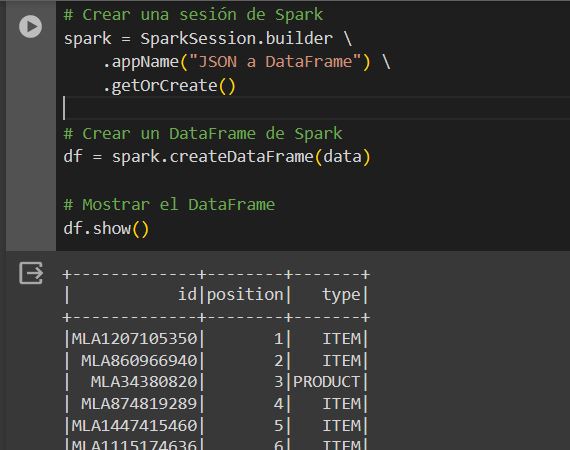 # Crear una sesión de Spark
spark = SparkSession.builder \
    .appName("JSON a DataFrame") \
    .getOrCreate()

# Crear un DataFrame de Spark
df = spark.createDataFrame(data)

# Mostrar el DataFrame
df.show()

+-------------+--------+-------+
|           id|position|   type|
+-------------+--------+-------+
|MLA1207105350|       1|   ITEM|
| MLA860966940|       2|   ITEM|
|  MLA34380820|       3|PRODUCT|
| MLA874819289|       4|   ITEM|
|MLA1447415460|       5|   ITEM|
|MLA1115174636|       6|   ITEM|